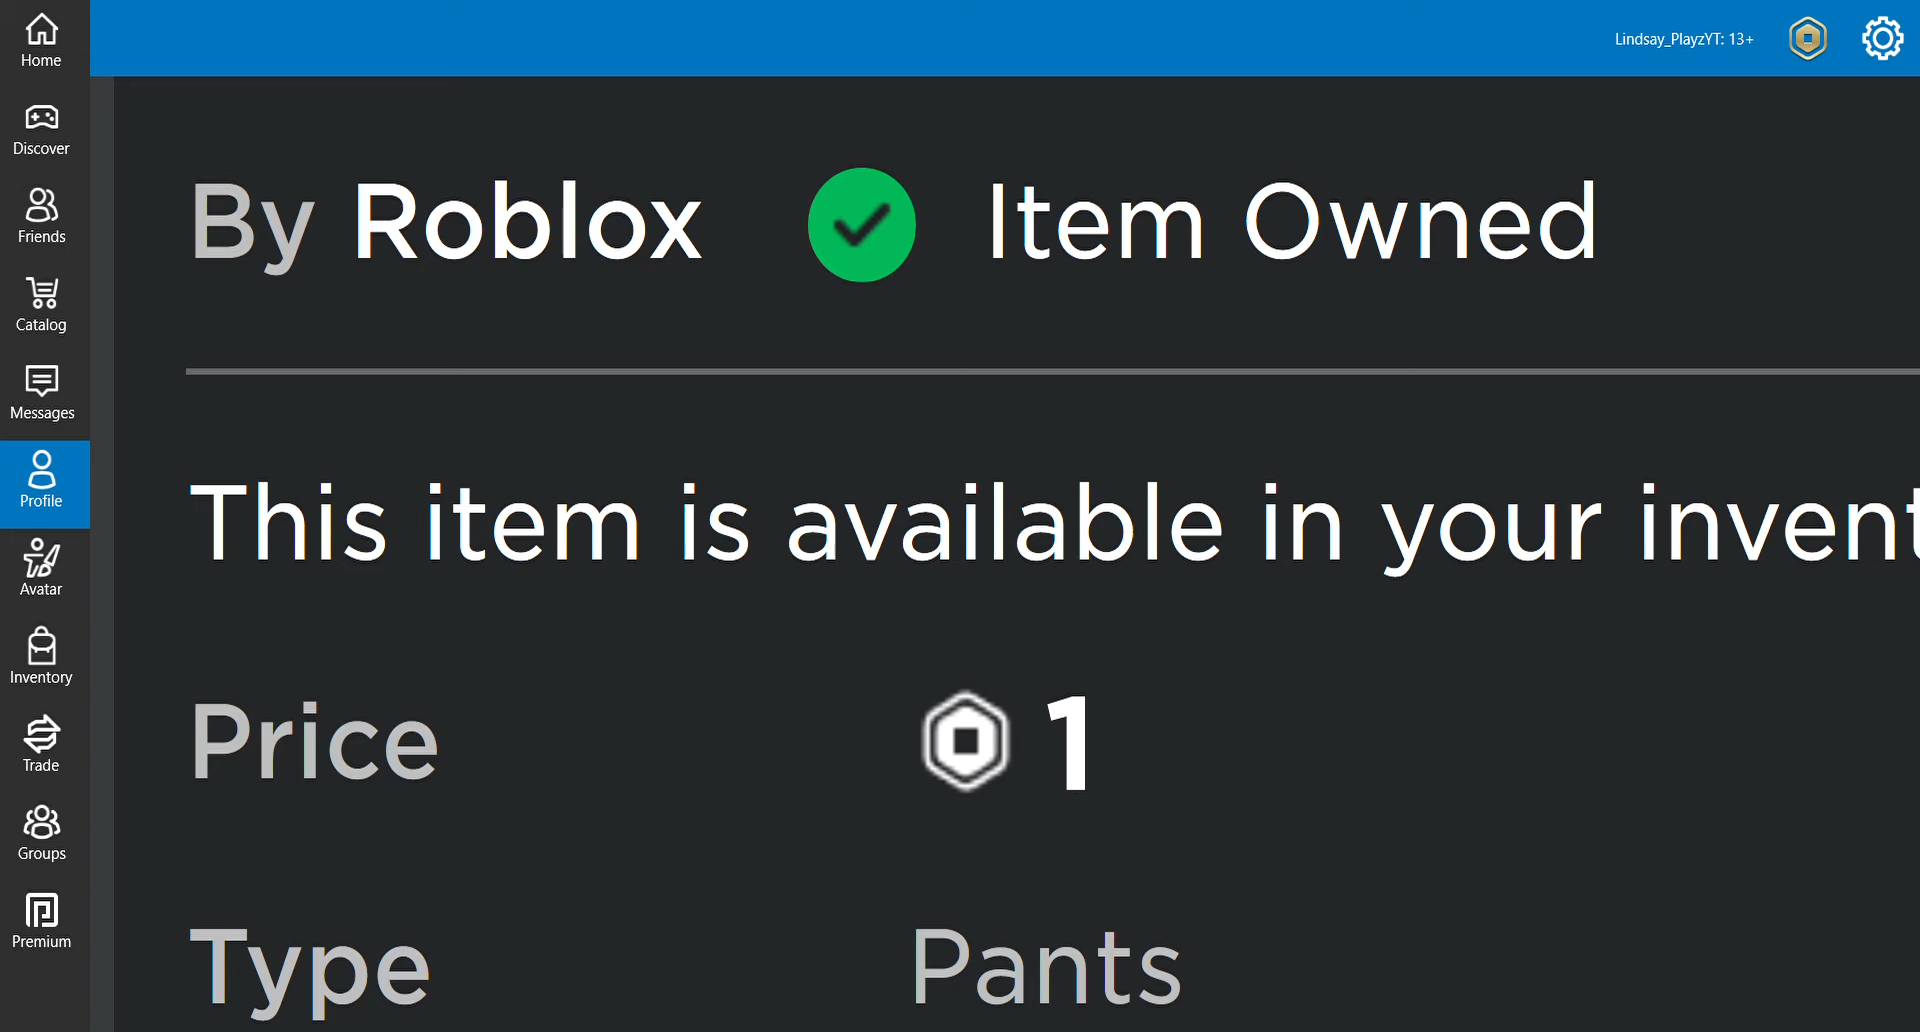 Lindsay_PlayzYT: 13+
Home
Discover
Friends
Catalog
Messages
Profile
Avatar
Inventory
Trade
Groups
Premium
By Roblox Item Owned
This item is available in your invent
Price 1
Type Pants